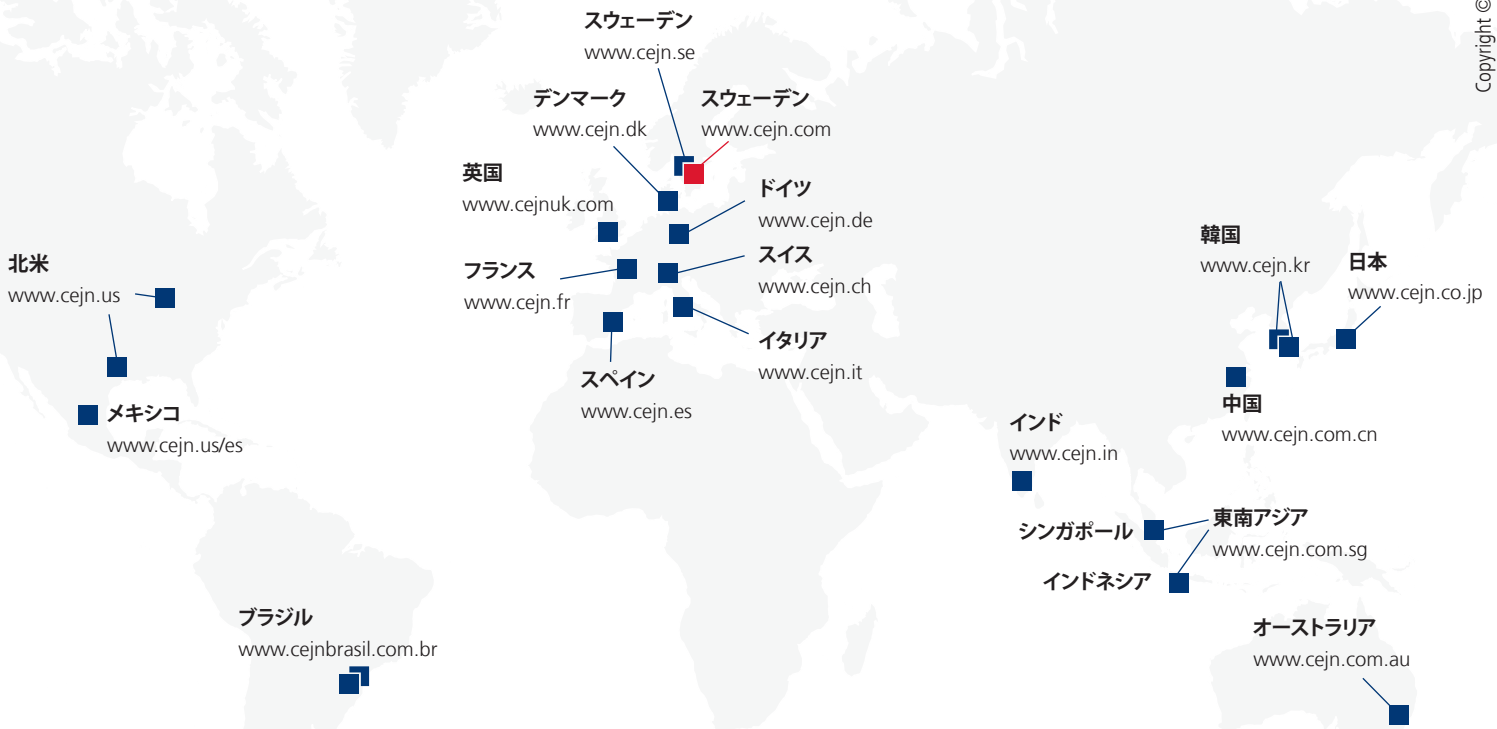 Copyright ©
スウェーデン
www.cejn.se
デンマーク
www.cejn.dk
スウェーデン
www.cejn.com
英国
www.cejnuk.com
ドイツ
www.cejn.de
フランス
www.cejn.fr
スイス
www.cejn.ch
イタリア
www.cejn.it
スペイン
www.cejn.es
北米
www.cejn.us
メキシコ
www.cejn.us/es
ブラジル
www.cejnbrasil.com.br
韓国
www.cejn.kr
日本
www.cejn.co.jp
中国
www.cejn.com.cn
インド
www.cejn.in
シンガポール
東南アジア
www.cejn.com.sg
インドネシア
オーストラリア
www.cejn.com.au